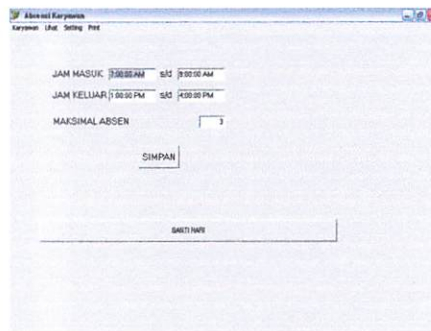 Absensi Karyawan
Karyawan Lihat Setting Print
JAM MASUK 7:00:00 AM s/d 8:00:00 AM
JAM KELUAR 1:00:00 PM s/d 4:00:00 PM
MAKSIMAL ABSEN 3
SIMPAN
GANTI HARI